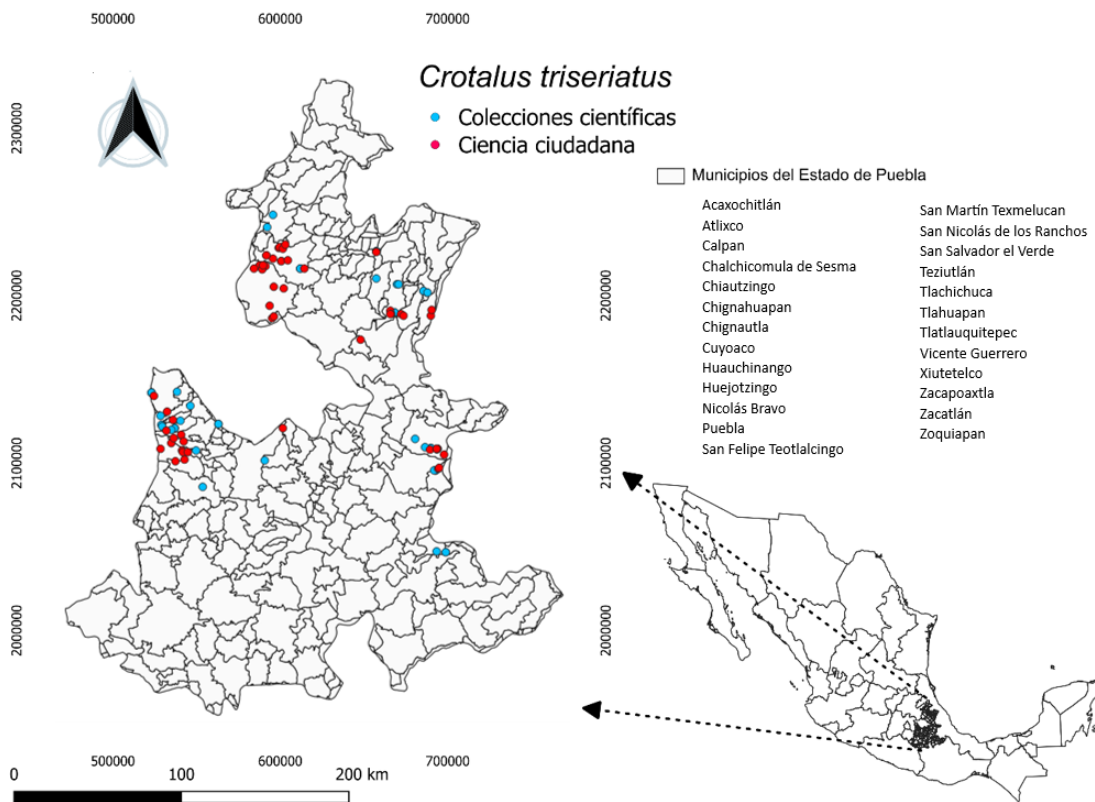 500000
600000
700000
Crotalus triseriatus
Colecciones científicas
Ciencia ciudadana
2300000
2200000
2100000
2000000
Municipios del Estado de Puebla
Acaxochitlán
Atlixco
Calpan
Chalchicomula de Sesma
Chiautzingo
Chignahuapan
Chignautla
Cuyoaco
Huauchinango
Huejotzingo
Nicolás Bravo
Puebla
San Felipe Teotlalcingo
San Martín Texmelucan
San Nicolás de los Ranchos
San Salvador el Verde
Teziutlán
Tlachichuca
Tlahuapan
Tlatlauquitepec
Vicente Guerrero
Xiutetelco
Zacapoaxtla
Zacatlán
Zoquiapan
2200000
2100000
2000000
500000
600000
700000
0
100
200 km